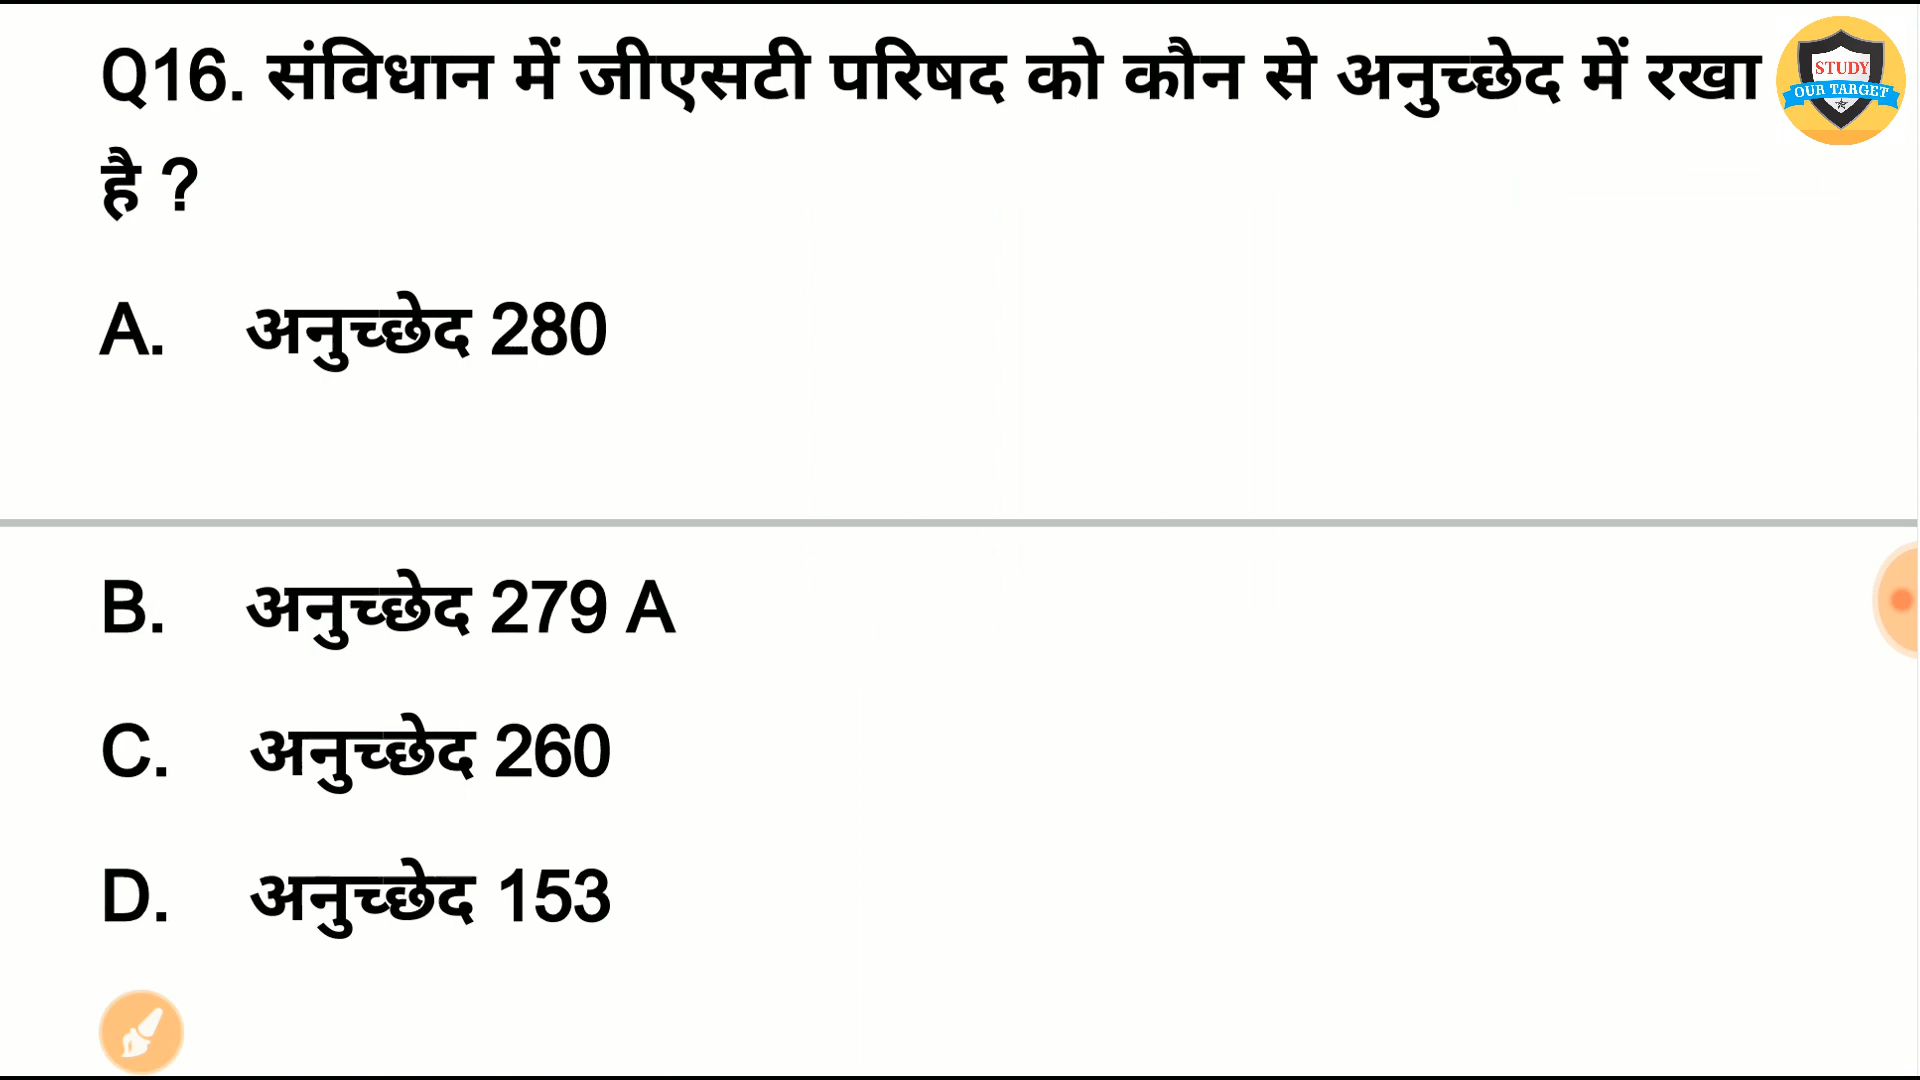 Q16. संविधान में जीएसटी परिषद को कौन से अनुच्छेद में रखा
है ?
STUDY
OUR TARGET
A. अनुच्छेद 280
B. अनुच्छेद 279 A
C. अनुच्छेद 260
D. अनुच्छेद 153